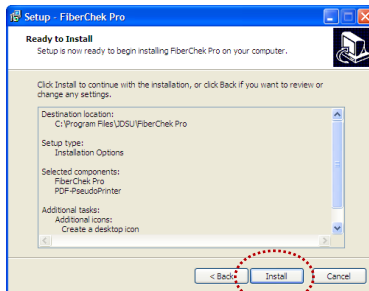 Setup - FiberChek Pro
Ready to Install
Setup is now ready to begin installing FiberChek Pro on your computer.
Click Install to continue with the installation, or click Back if you want to review or
change any settings.
Destination location:
C:\Program Files\JDSU\FiberChek Pro
Setup type:
Installation Options
Selected components:
FiberChek Pro
PDF-PseudoPrinter
Additional tasks:
Additional icons:
Create a desktop icon
< Back
Install
Cancel